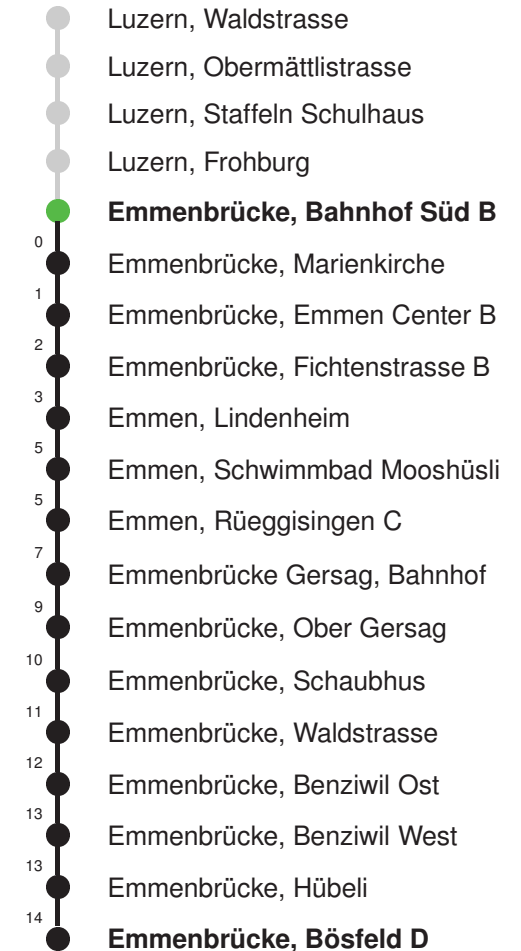 Luzern, Waldstrasse
Luzern, Obermättlistrasse
Luzern, Staffeln Schulhaus
Luzern, Frohburg
Emmenbrücke, Bahnhof Süd B
0
Emmenbrücke, Marienkirche
1
Emmenbrücke, Emmen Center B
2
Emmenbrücke, Fichtenstrasse B
3
Emmen, Lindenheim
5
Emmen, Schwimmbad Mooshüsli
5
Emmen, Rüeggisingen C
7
Emmenbrücke Gersag, Bahnhof
9
Emmenbrücke, Ober Gersag
10
Emmenbrücke, Schaubhus
11
Emmenbrücke, Waldstrasse
12
Emmenbrücke, Benziwil Ost
13
Emmenbrücke, Benziwil West
13
Emmenbrücke, Hübeli
14
Emmenbrücke, Bösfeld D